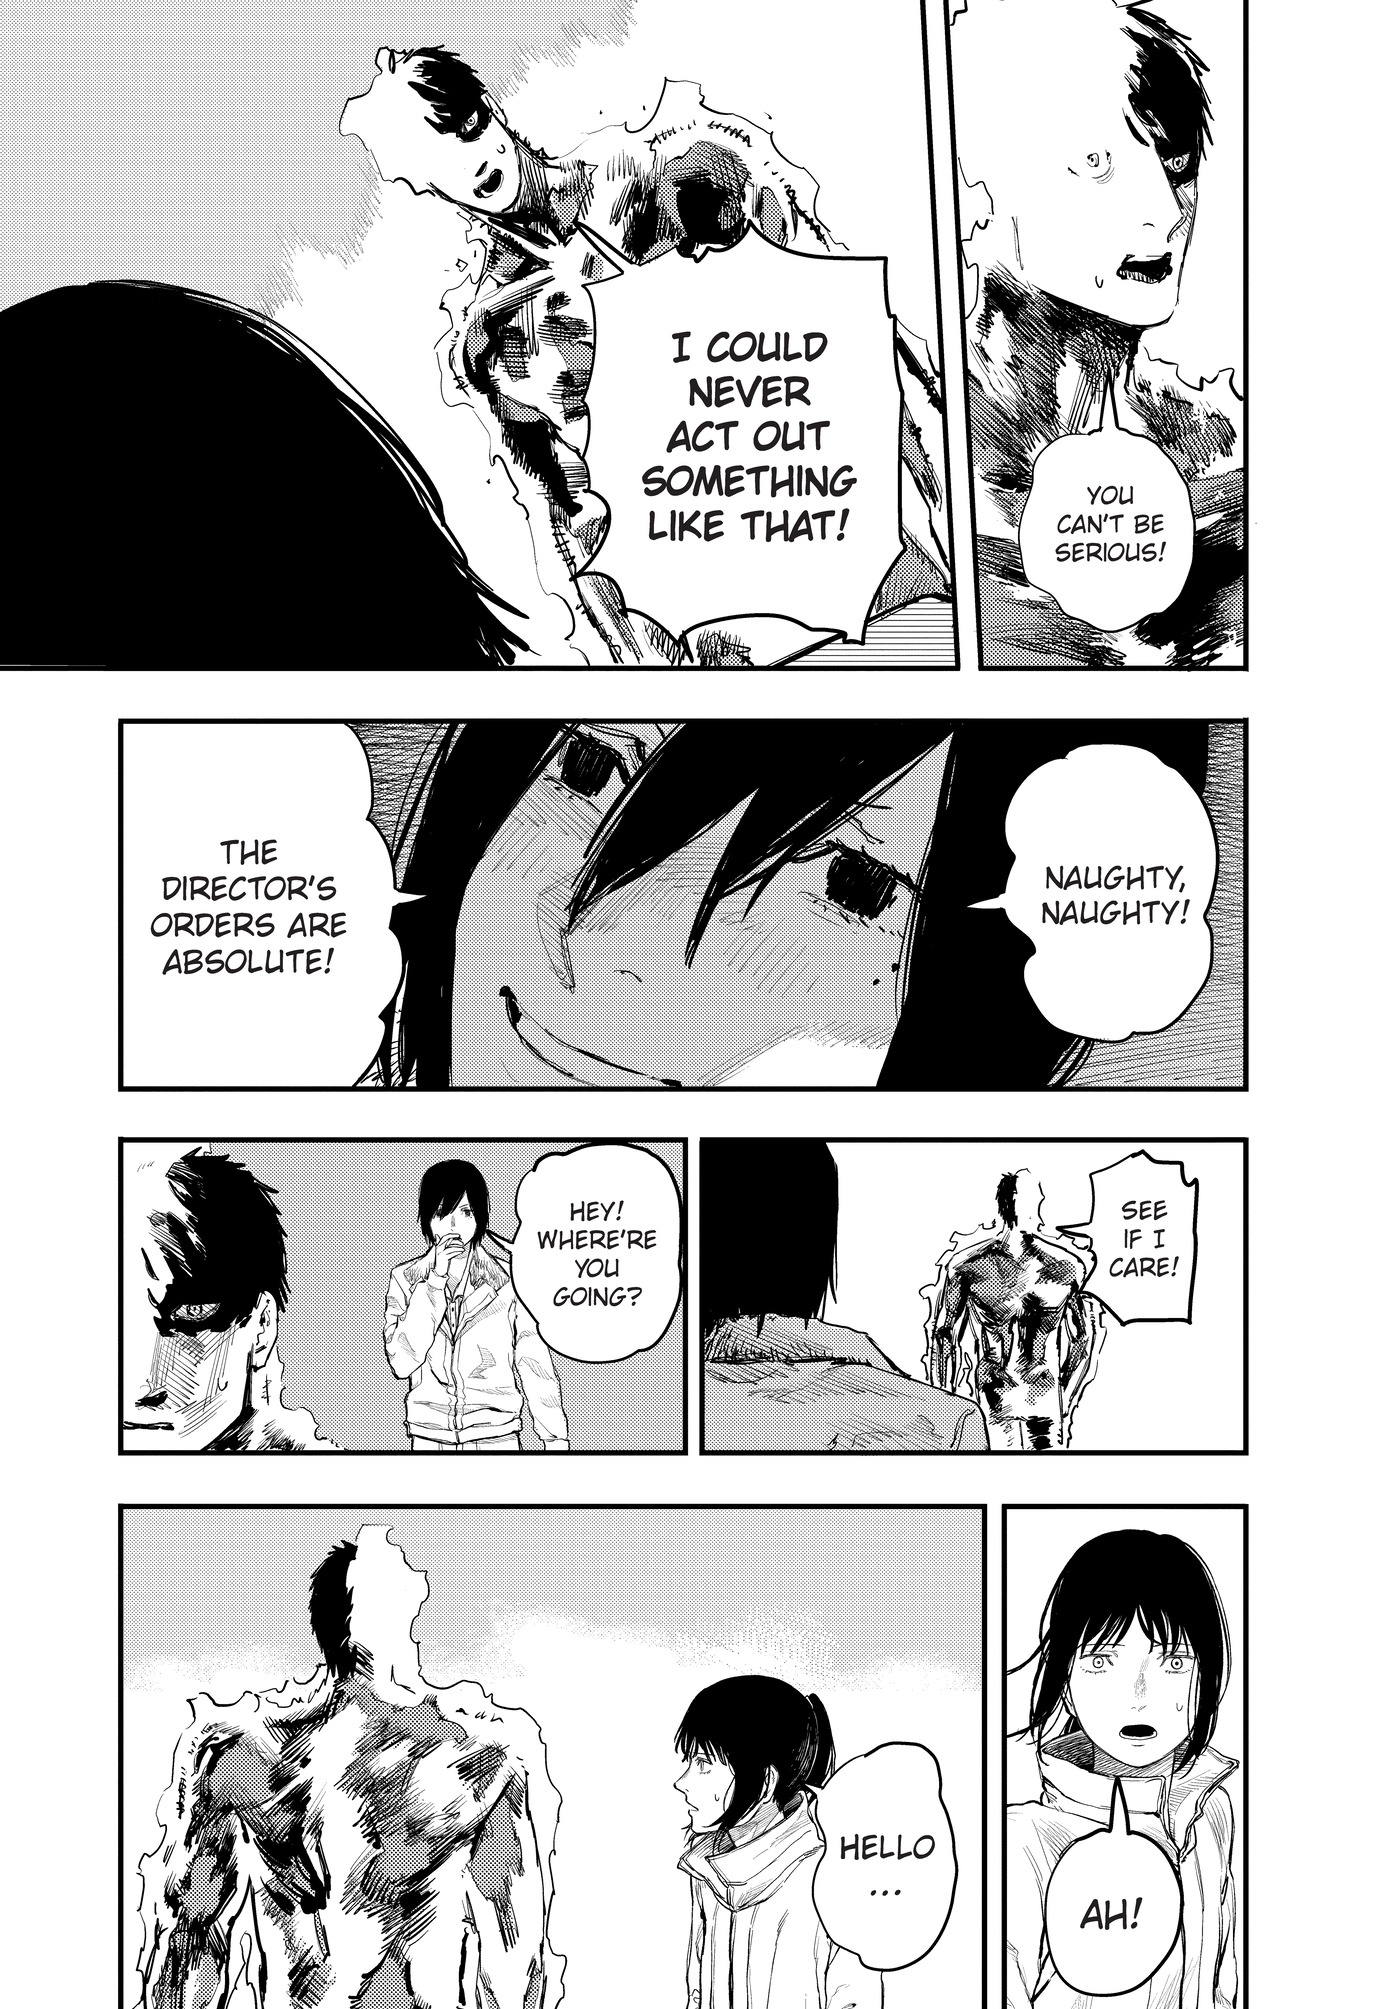 YOU
CAN'T BE
SERIOUS!
I COULD
NEVER
ACT OUT
SOMETHING
LIKE THAT!
NAUGHTY,
NAUGHTY!
THE
DIRECTOR'S
ORDERS ARE
ABSOLUTE!
SEE
IF I
CARE!
HEY!
WHERE'RE
YOU
GOING?
AH!
HELLO
...